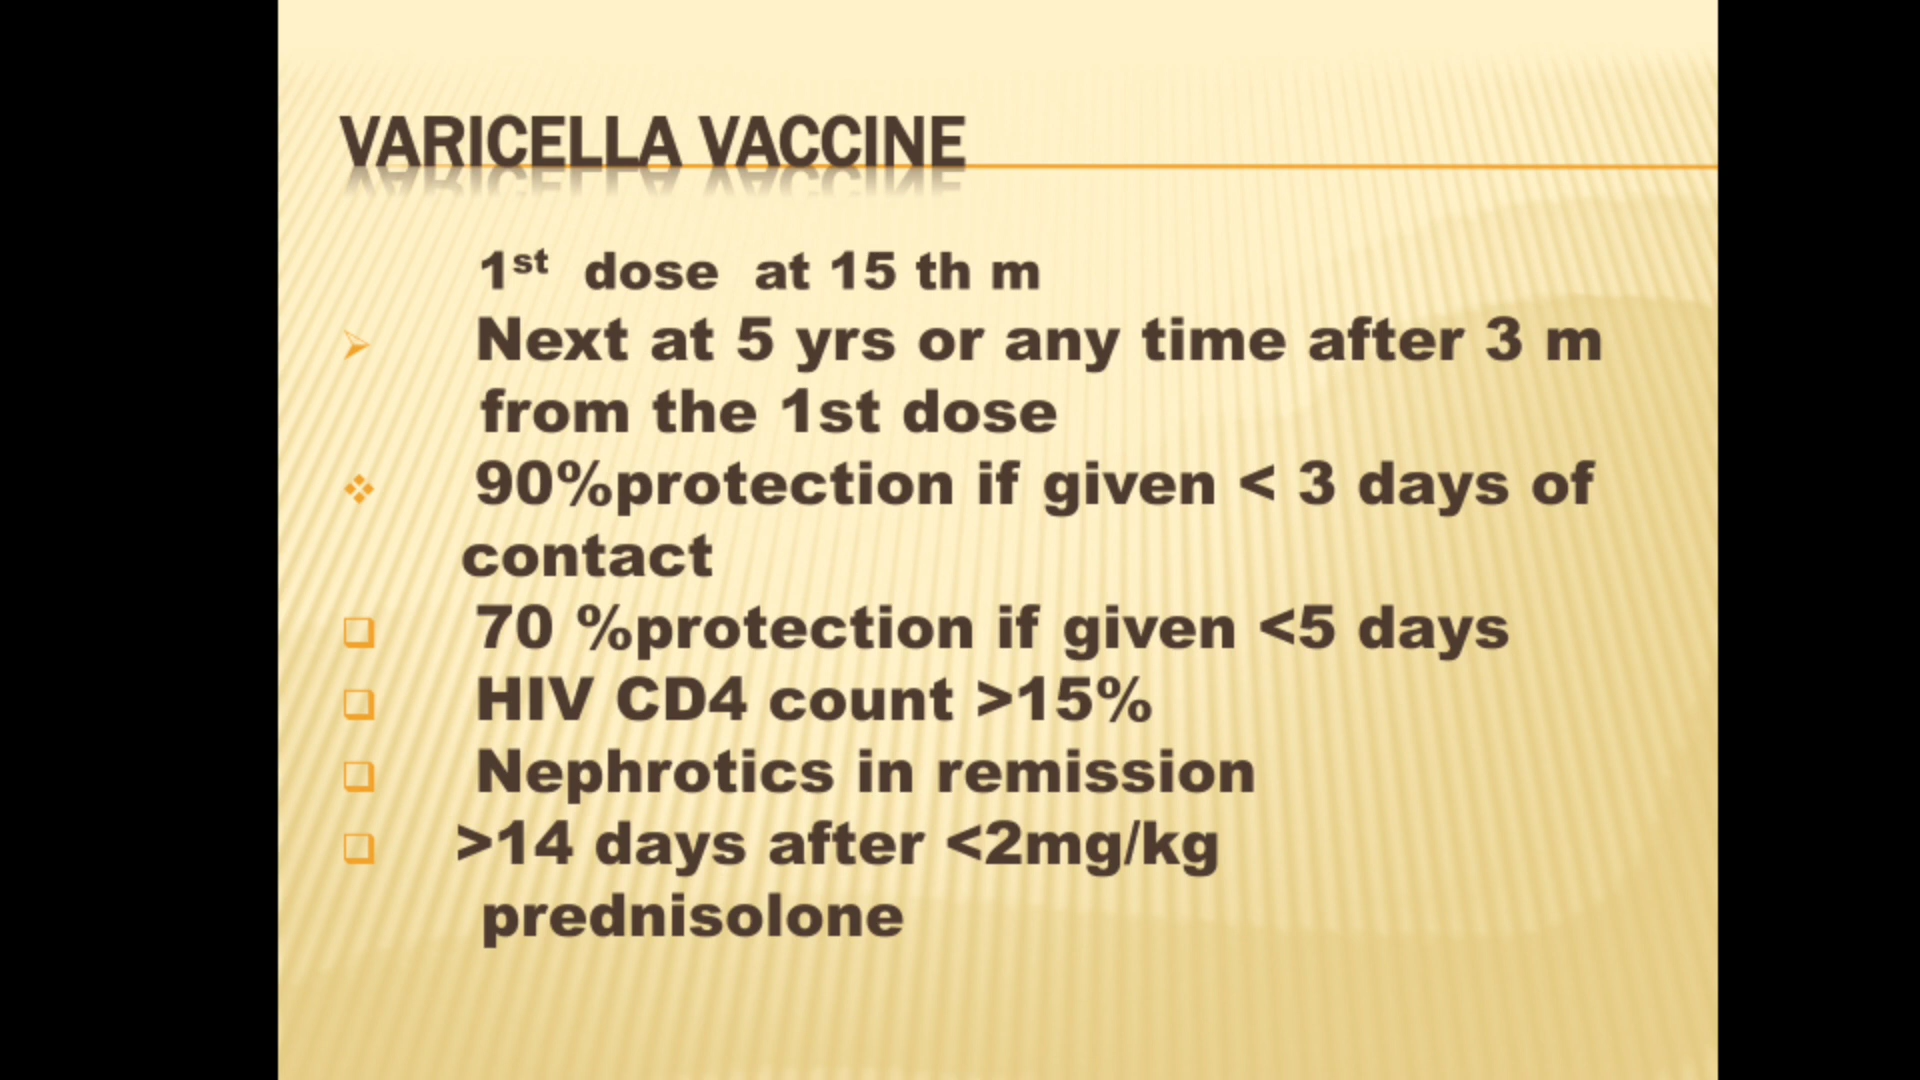 VARICELLA VACCINE
1st dose at 15 th m
Next at 5 yrs or any time after 3 m
from the 1st dose
90%protection if given < 3 days of
contact
70 %protection if given <5 days
HIV CD4 count >15%
Nephrotics in remission
>14 days after <2mg/kg
prednisolone